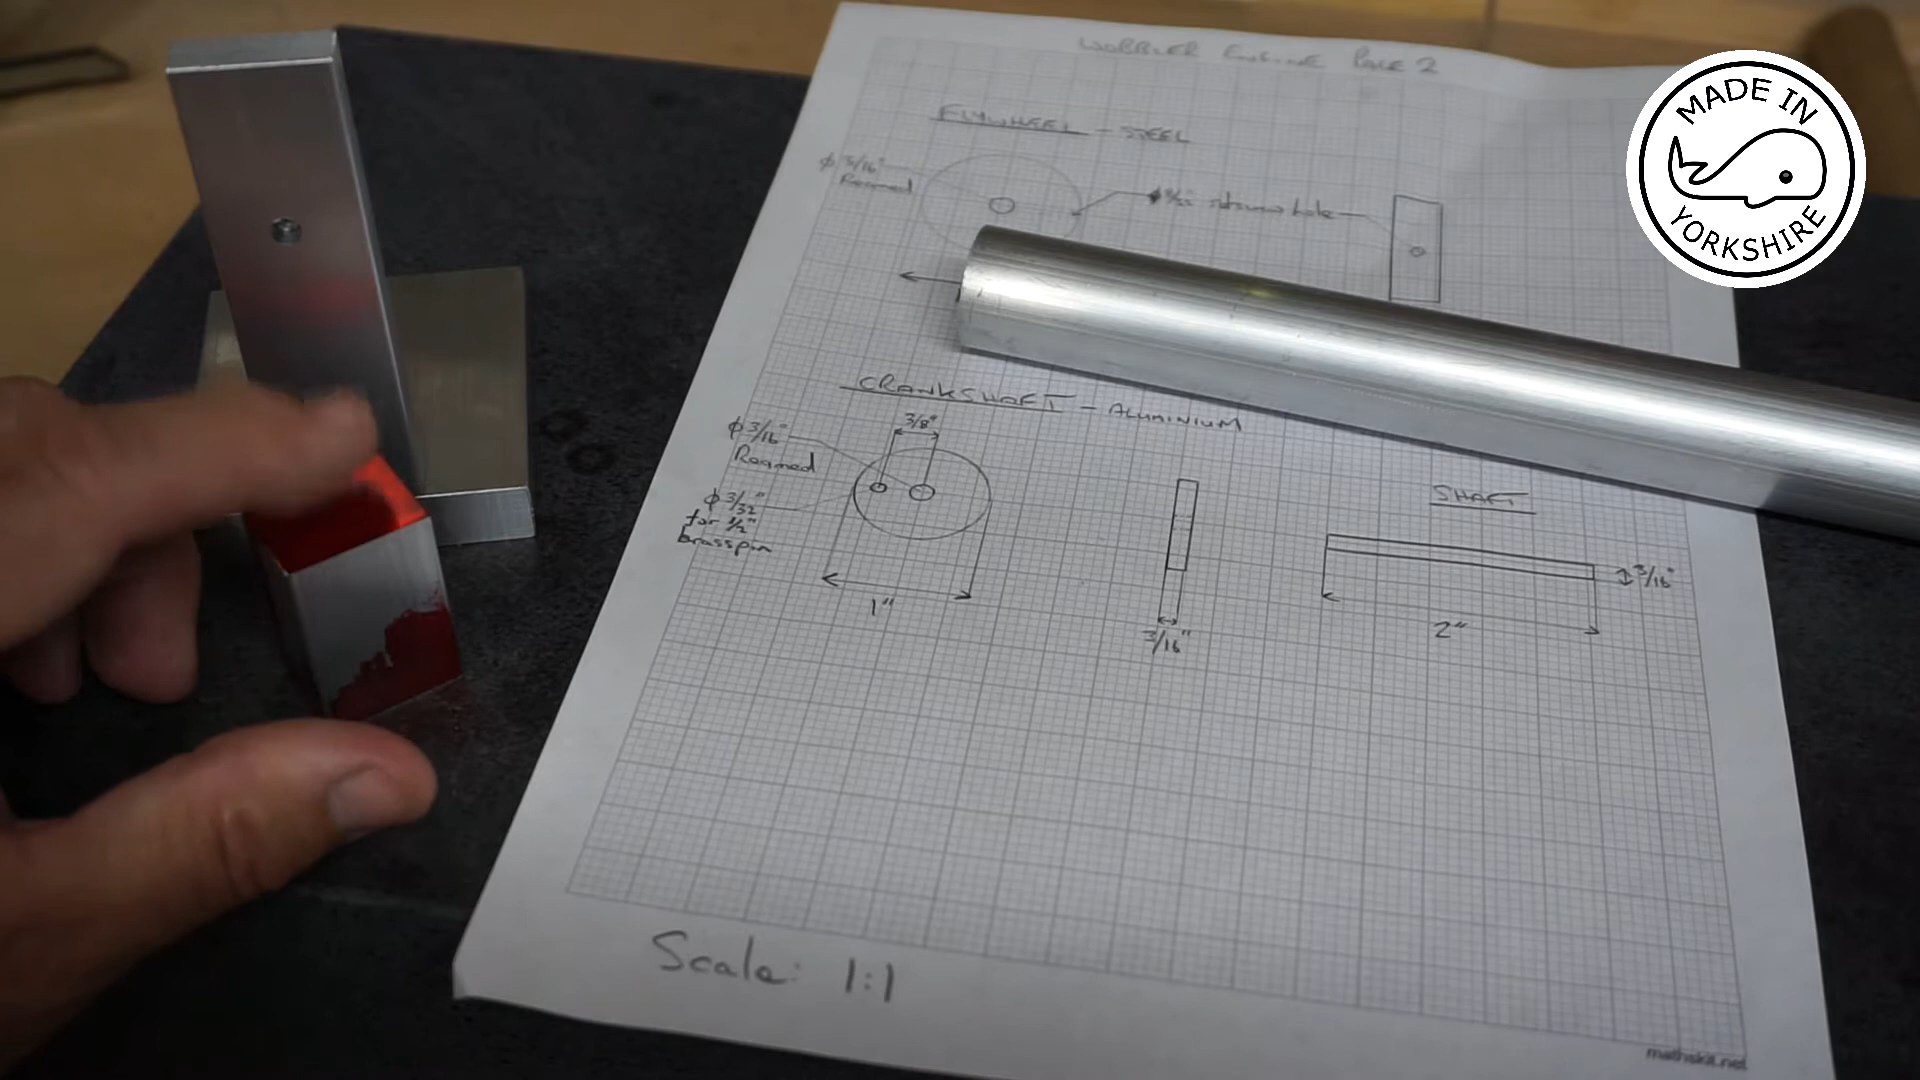 WOBBLER ENGINE PAGE 2
FLYWHEEL - STEEL
ϕ 3/16"
Reamed
hole
CRANKSHAFT - ALUMINIUM
3/8"
ϕ 3/16"
Reamed
ϕ 3/32"
for 1/2"
brass pin
1"
3/16"
SHAFT
3/16"
2"
Scale: 1:1
mathskit.net
MADE IN
YORKSHIRE